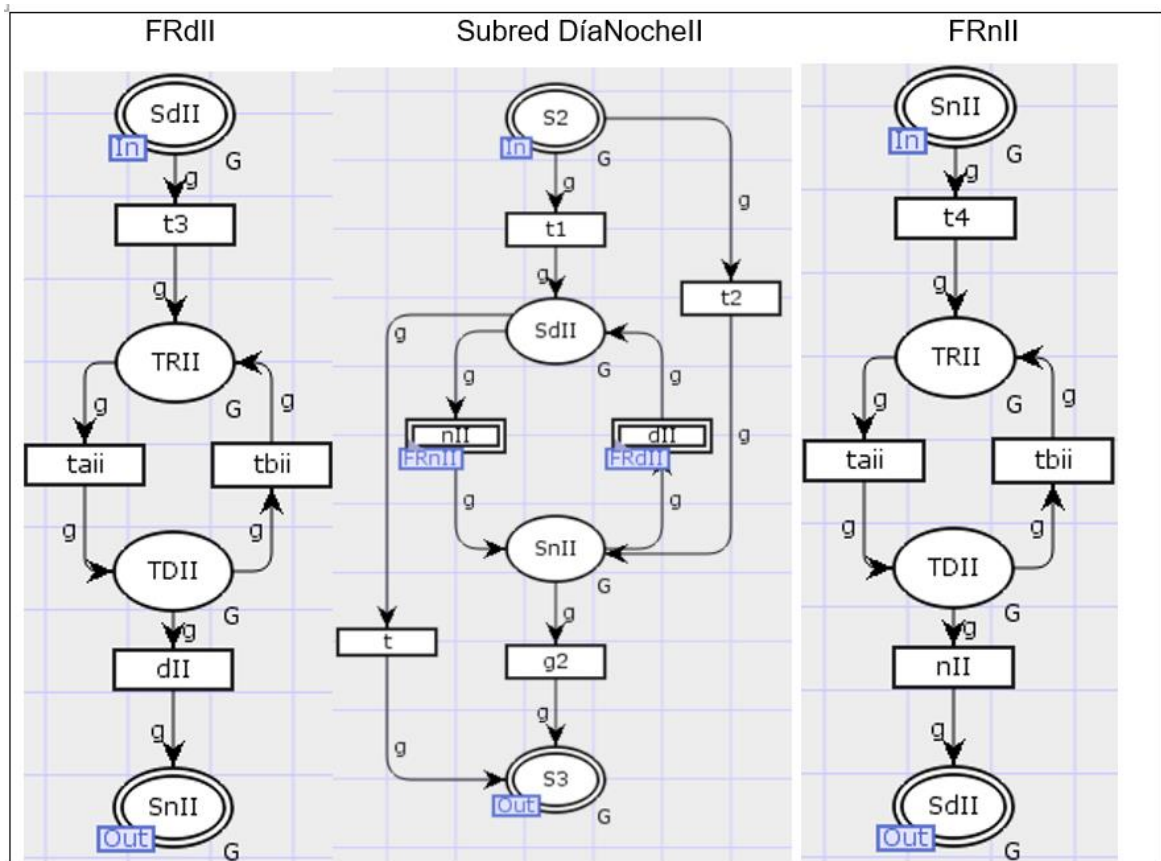 FRdII
Subred DíaNocheII
FRnII
SdII
In
G
g
t3
g
TRII
G
g
g
taii
tbii
g
g
TDII
G
g
dII
g
SnII
Out
G
S2
In
G
g
g
t1
t2
g
SdII
g
G
g
g
nII
FRnII
dII
FRdII
g
g
g
SnII
G
g
t
g2
g
g
S3
Out
G
SnII
In
G
g
t4
g
TRII
G
g
g
taii
tbii
g
g
TDII
G
g
nII
g
SdII
Out
G